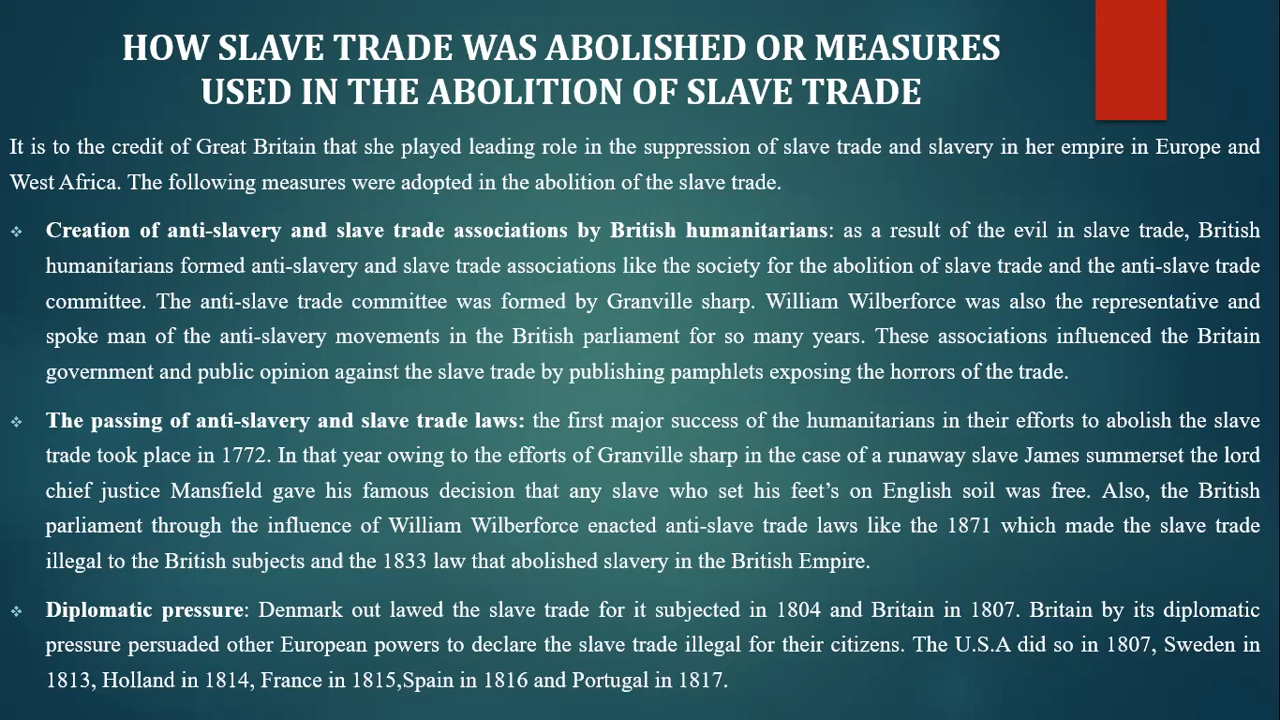 HOW SLAVE TRADE WAS ABOLISHED OR MEASURES
USED IN THE ABOLITION OF SLAVE TRADE
It is to the credit of Great Britain that she played leading role in the suppression of slave trade and slavery in her empire in Europe and
West Africa. The following measures were adopted in the abolition of the slave trade.
❖ Creation of anti-slavery and slave trade associations by British humanitarians: as a result of the evil in slave trade, British
humanitarians formed anti-slavery and slave trade associations like the society for the abolition of slave trade and the anti-slave trade
committee. The anti-slave trade committee was formed by Granville sharp. William Wilberforce was also the representative and
spoke man of the anti-slavery movements in the British parliament for so many years. These associations influenced the Britain
government and public opinion against the slave trade by publishing pamphlets exposing the horrors of the trade.
❖ The passing of anti-slavery and slave trade laws: the first major success of the humanitarians in their efforts to abolish the slave
trade took place in 1772. In that year owing to the efforts of Granville sharp in the case of a runaway slave James summerset the lord
chief justice Mansfield gave his famous decision that any slave who set his feet’s on English soil was free. Also, the British
parliament through the influence of William Wilberforce enacted anti-slave trade laws like the 1871 which made the slave trade
illegal to the British subjects and the 1833 law that abolished slavery in the British Empire.
❖ Diplomatic pressure: Denmark out lawed the slave trade for it subjected in 1804 and Britain in 1807. Britain by its diplomatic
pressure persuaded other European powers to declare the slave trade illegal for their citizens. The U.S.A did so in 1807, Sweden in
1813, Holland in 1814, France in 1815,Spain in 1816 and Portugal in 1817.